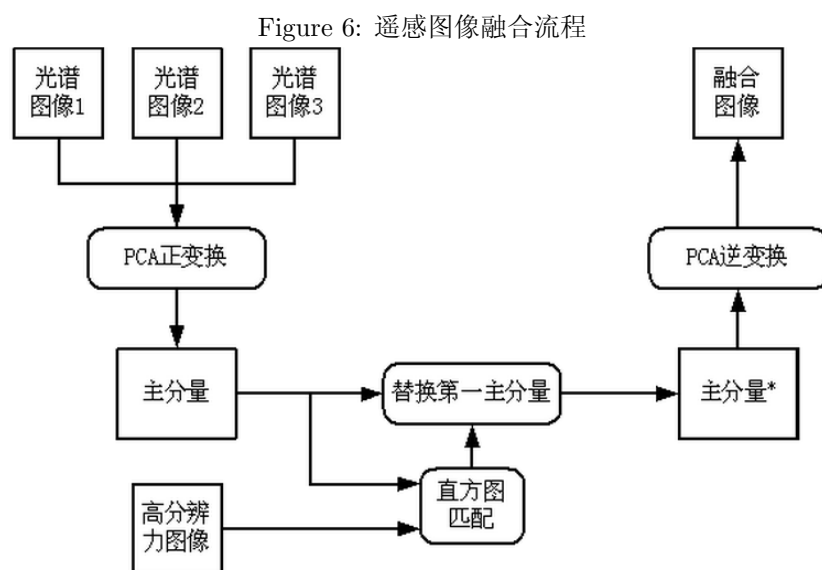 Figure 6: 遥感图像融合流程
光谱
图像1
光谱
图像2
光谱
图像3
融合
图像
PCA正变换
PCA逆变换
主分量
替换第一主分量
主分量*
直方图
匹配
高分辨
力图像